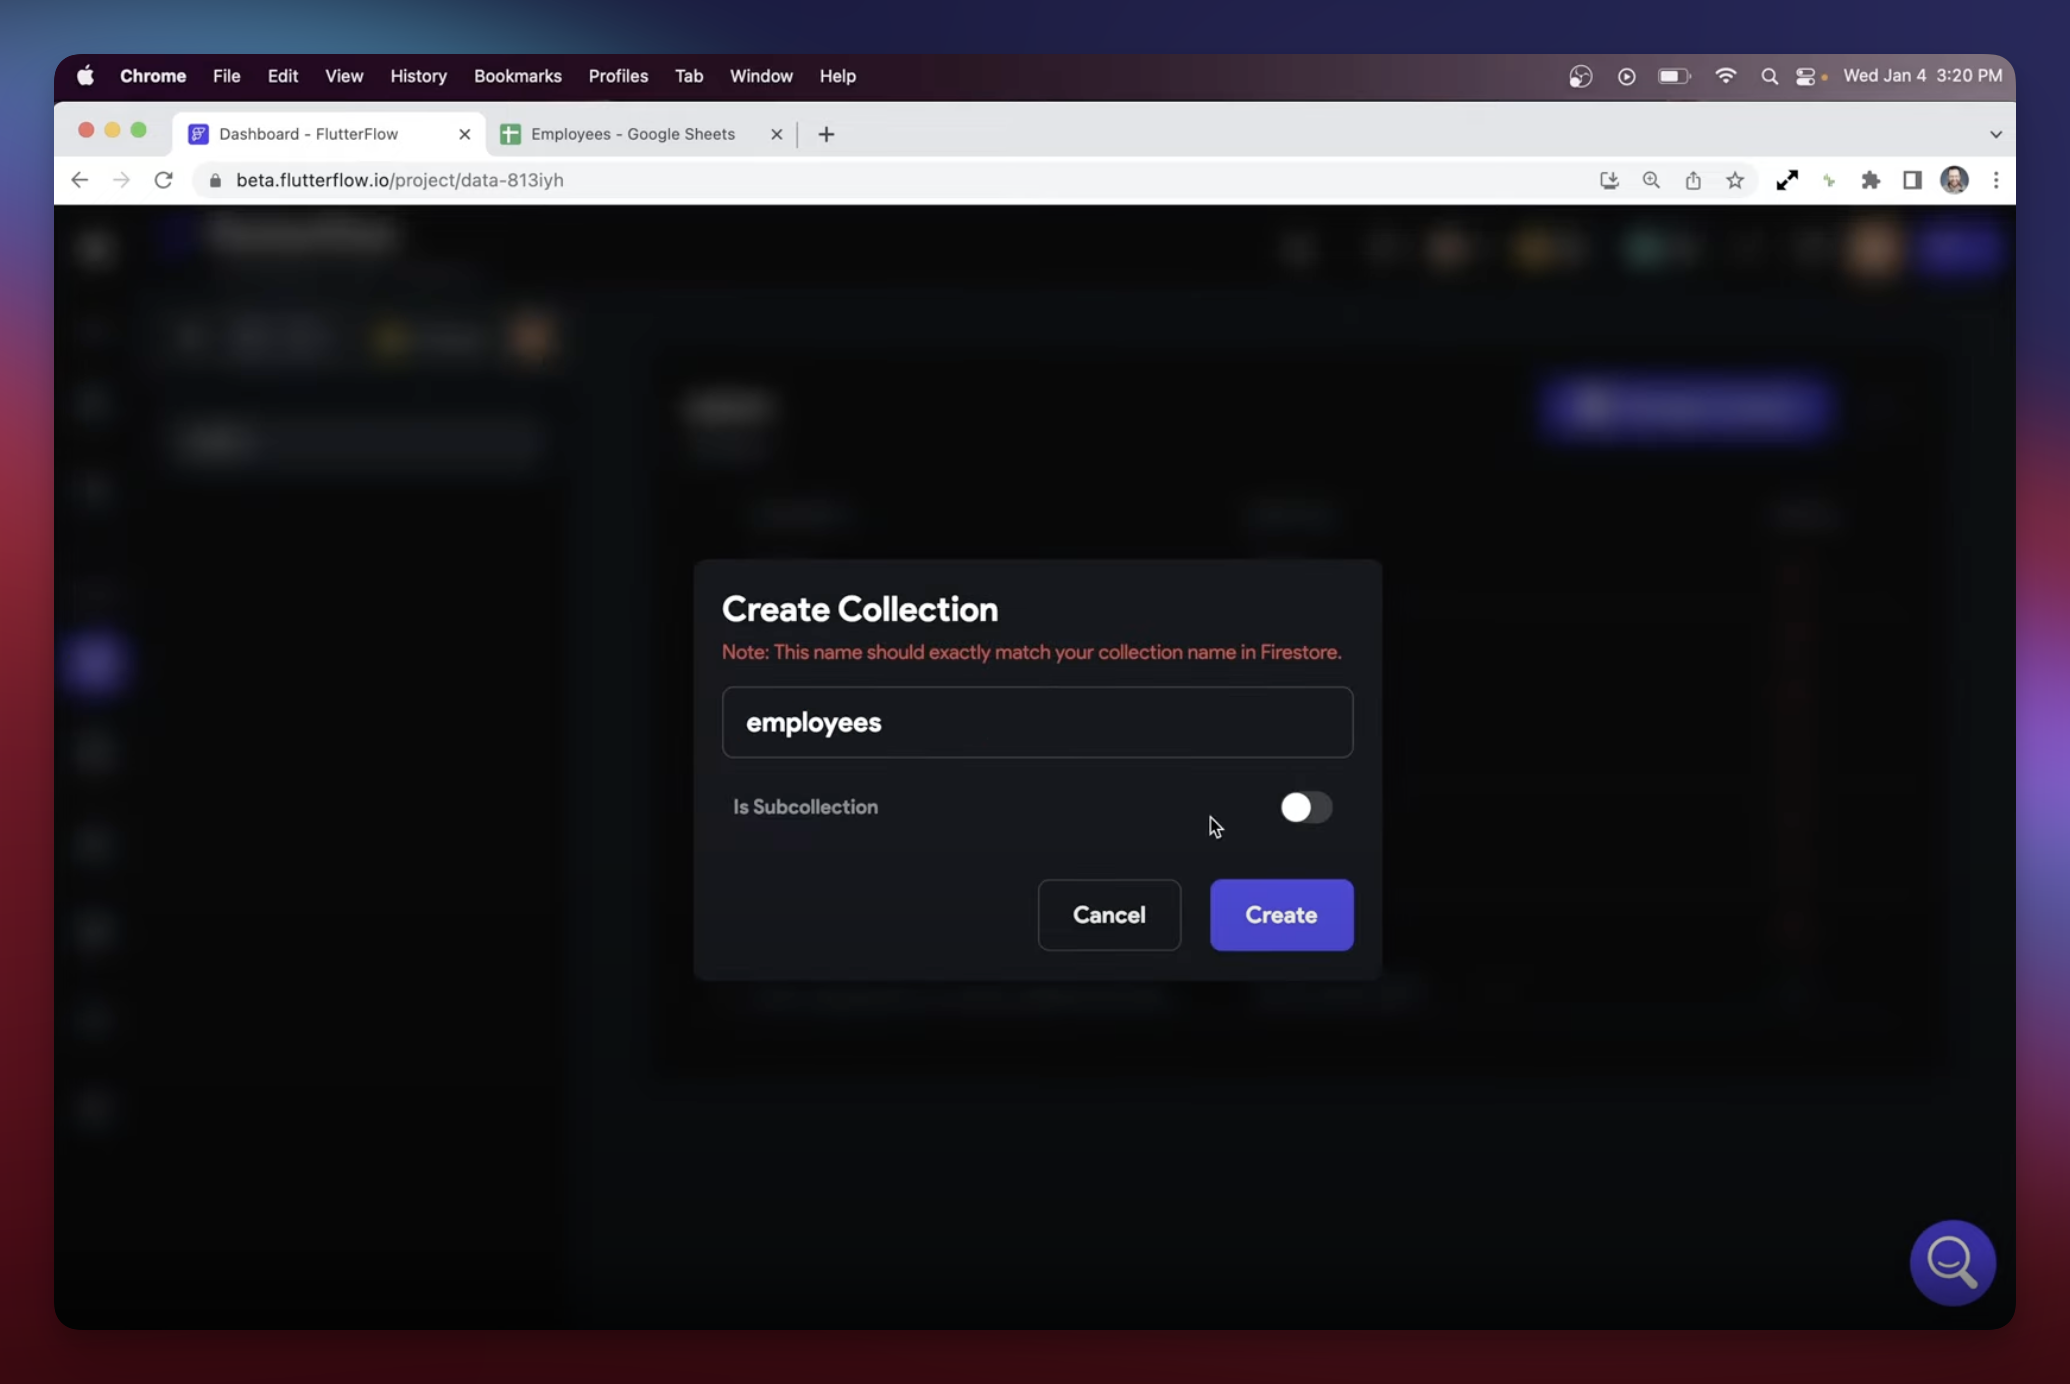 Chrome File Edit View History Bookmarks Profiles Tab Window Help Wed Jan 4 3:20 PM
Dashboard - FlutterFlow Employees - Google Sheets
beta.flutterflow.io/project/data-813iyh
Create Collection
Note: This name should exactly match your collection name in Firestore.
employees
Is Subcollection
Cancel Create